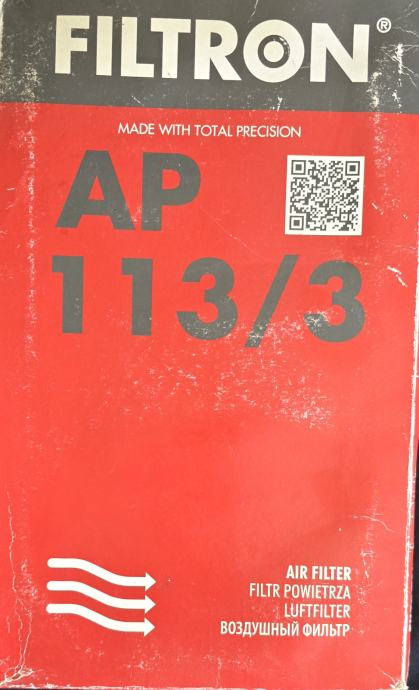 FILTRON®
MADE WITH TOTAL PRECISION
AP
113/3
AIR FILTER
FILTR POWIETRZA
LUFTFILTER
ВОЗДУШНЫЙ ФИЛЬТР